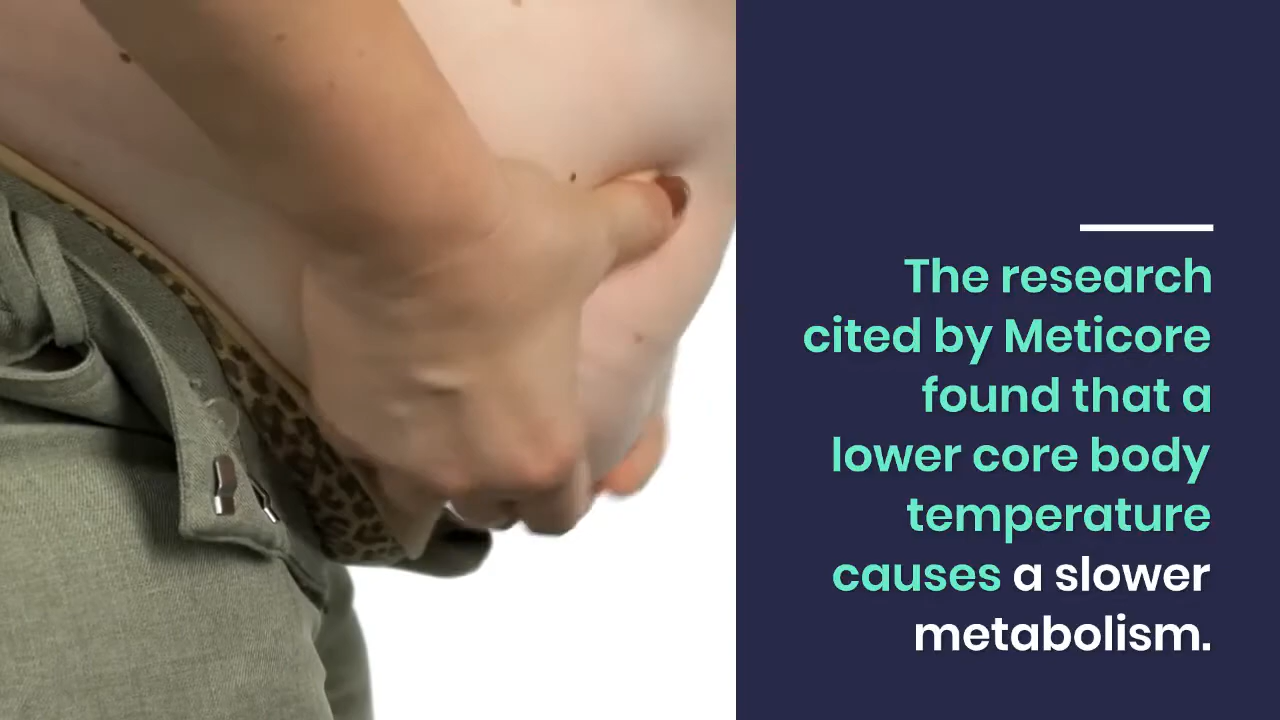 The research
cited by Meticore
found that a
lower core body
temperature
causes a slower
metabolism.